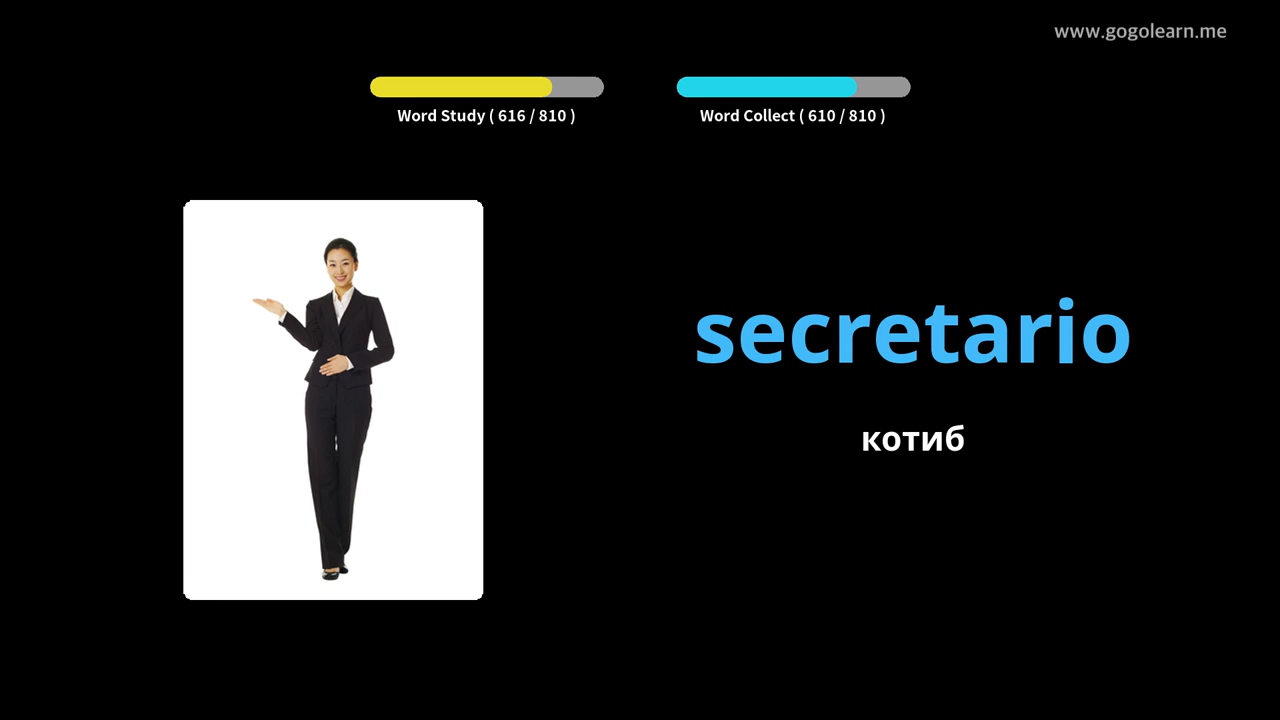 www.gogolearn.me
Word Study ( 616 / 810 )
Word Collect ( 610 / 810 )
secretario
котиб